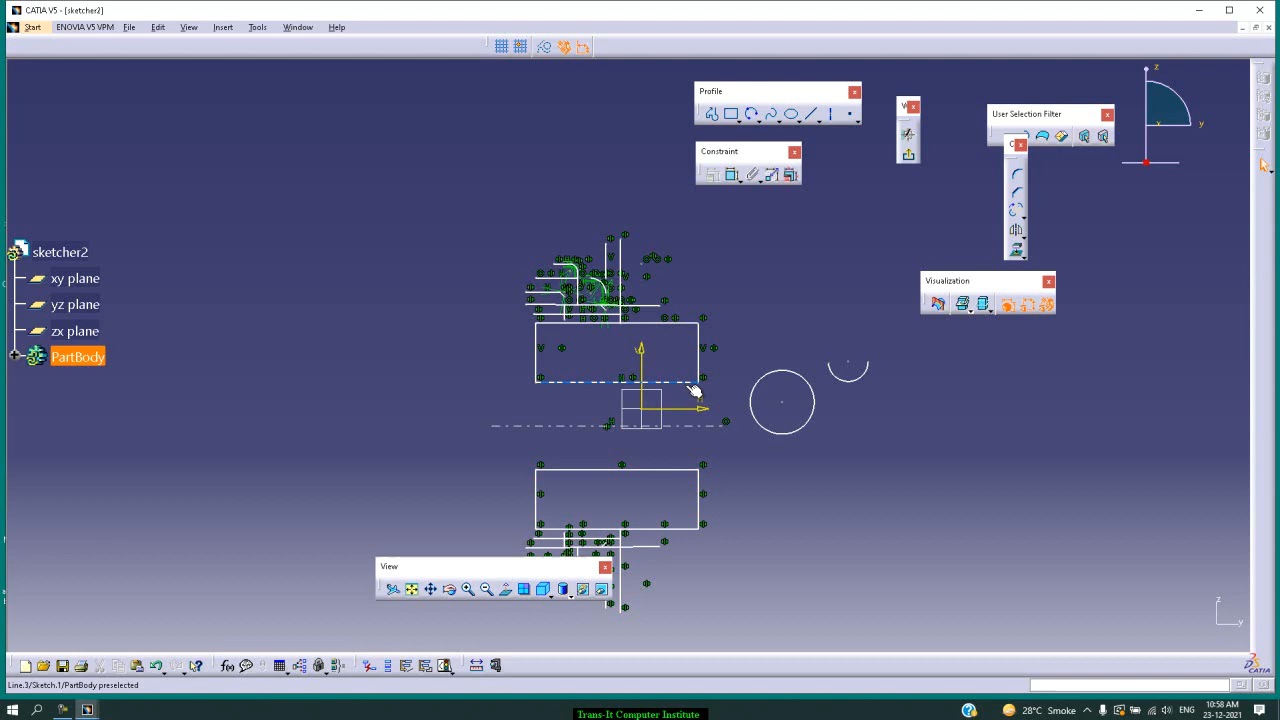 CATIA V5 - [sketcher2]
Start ENOVIA V5 VPM File Edit View Insert Tools Window Help
Profile
User Selection Filter
Constraint
Visualization
View
sketcher2
xy plane
yz plane
zx plane
PartBody
z
x
y
z
y
Line.3/Sketch.1/PartBody preselected
28°C Smoke
ENG
10:58 AM
23-12-2021
Trans-It Computer Institute